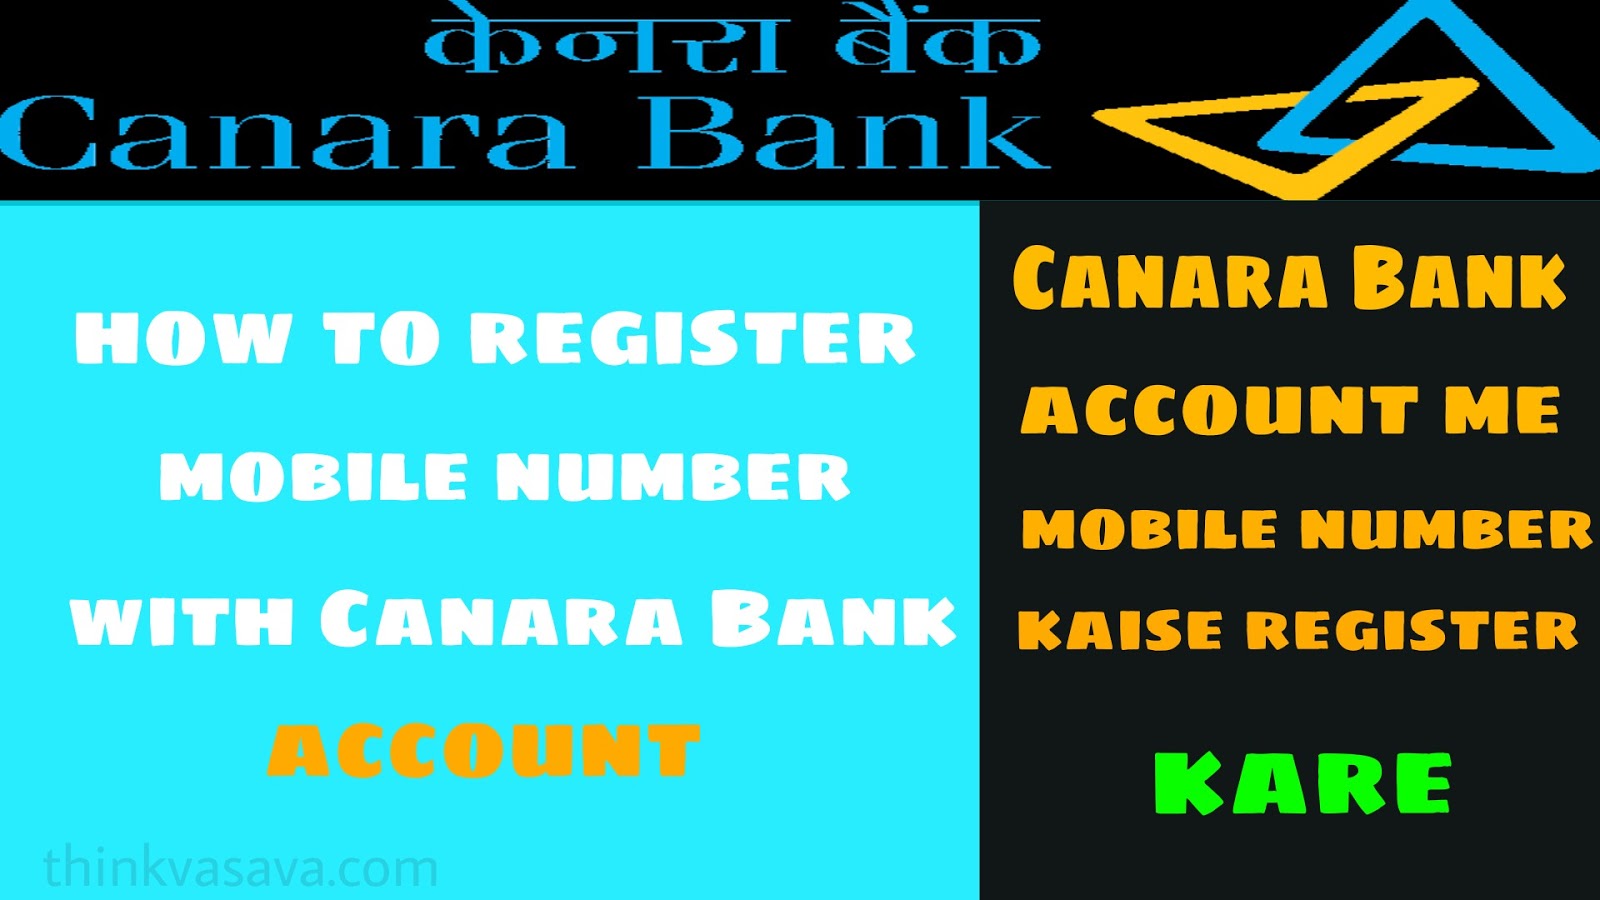 केनरा बैंक
Canara Bank
HOW TO REGISTER
MOBILE NUMBER
WITH CANARA BANK
ACCOUNT
thinkvasava.com
CANARA BANK
ACCOUNT ME
MOBILE NUMBER
KAISE REGISTER
KARE